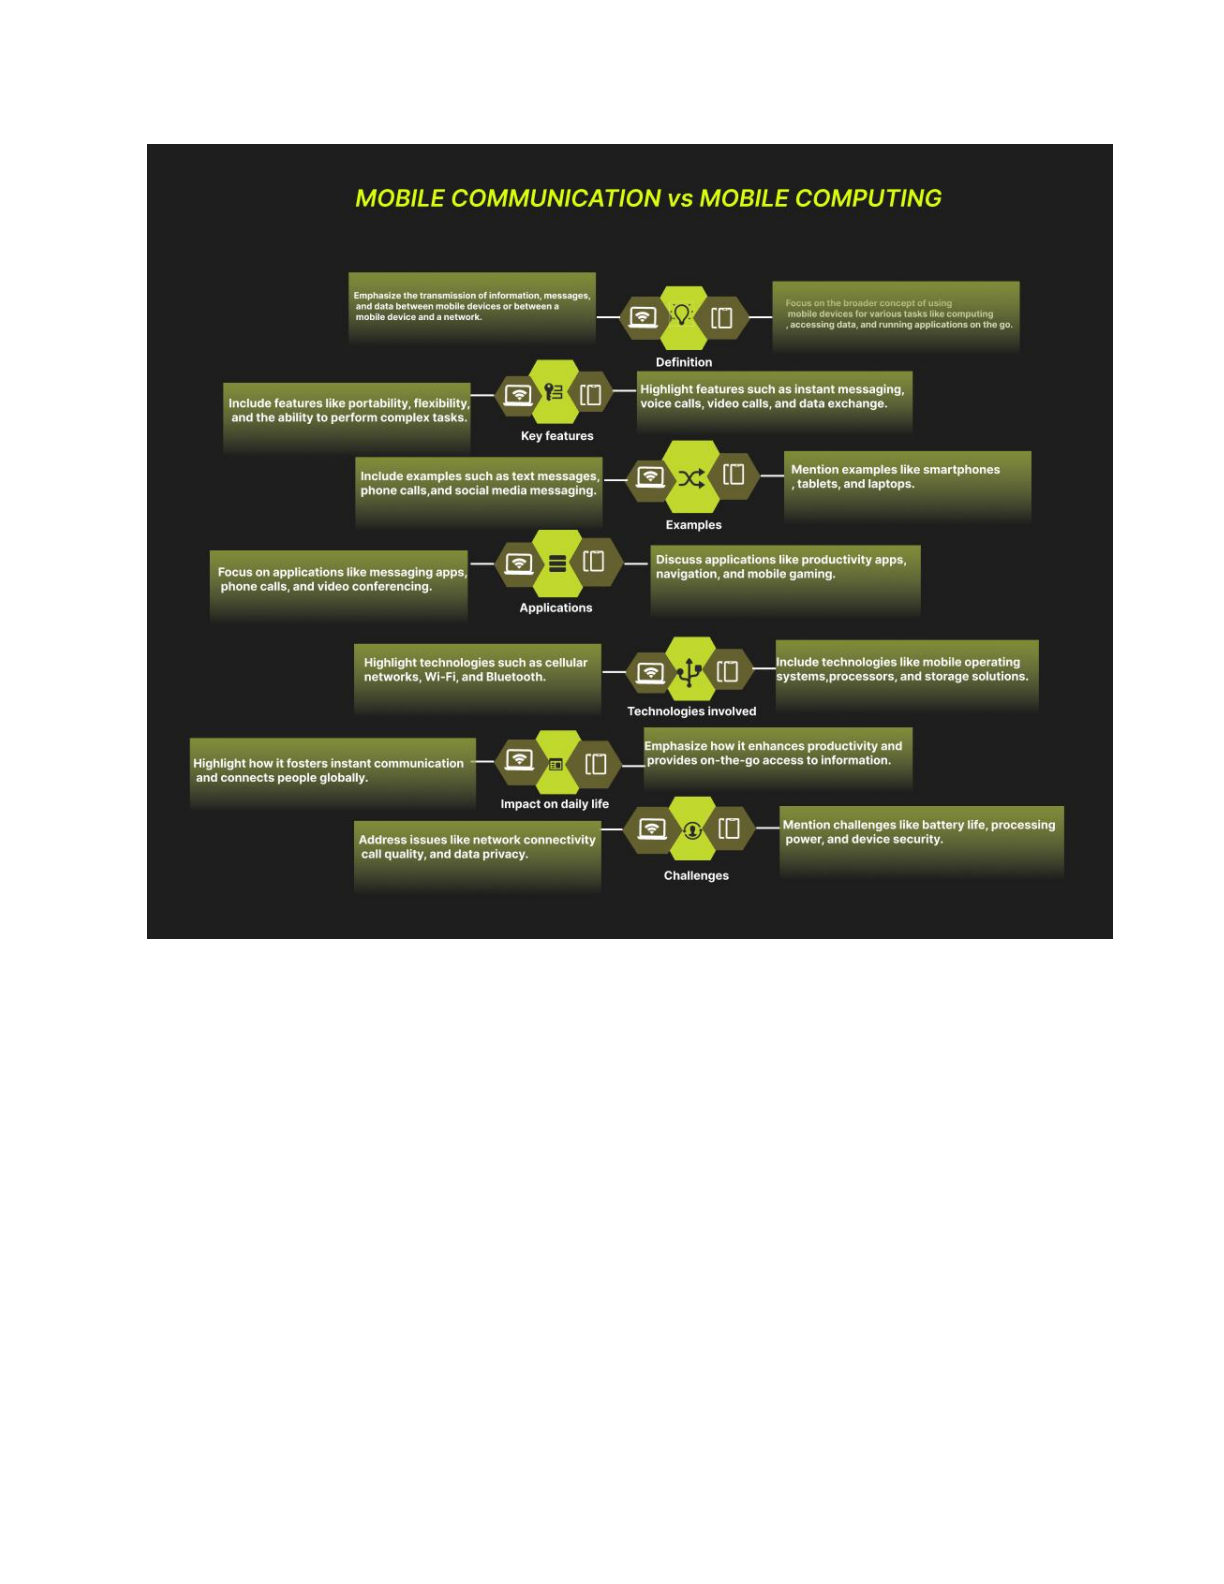 MOBILE COMMUNICATION vs MOBILE COMPUTING
Emphasize the transmission of information, messages,
and data between mobile devices or between a
mobile device and a network.
Focus on the broader concept of using
mobile devices for various tasks like computing
, accessing data, and running applications on the go.
Definition
Include features like portability, flexibility,
and the ability to perform complex tasks.
Highlight features such as instant messaging,
voice calls, video calls, and data exchange.
Key features
Include examples such as text messages,
phone calls,and social media messaging.
Mention examples like smartphones
, tablets, and laptops.
Examples
Focus on applications like messaging apps,
phone calls, and video conferencing.
Discuss applications like productivity apps,
navigation, and mobile gaming.
Applications
Highlight technologies such as cellular
networks, Wi-Fi, and Bluetooth.
Include technologies like mobile operating
systems,processors, and storage solutions.
Technologies involved
Highlight how it fosters instant communication
and connects people globally.
Emphasize how it enhances productivity and
provides on-the-go access to information.
Impact on daily life
Address issues like network connectivity
call quality, and data privacy.
Mention challenges like battery life, processing
power, and device security.
Challenges